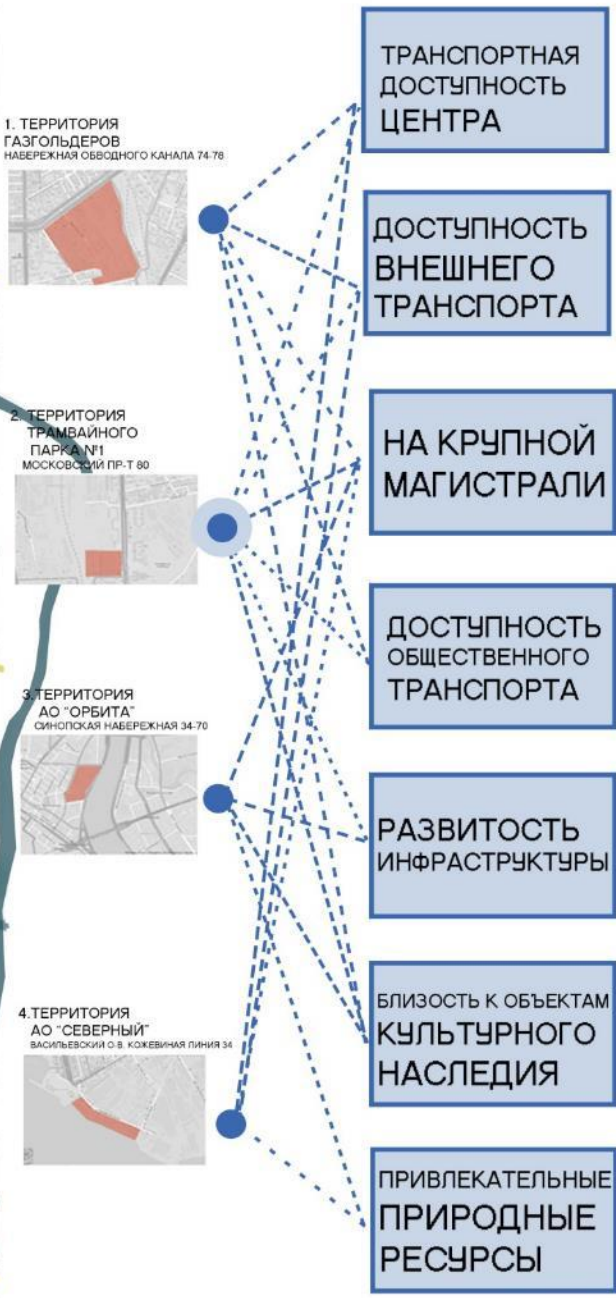 1. ТЕРРИТОРИЯ
ГАЗГОЛЬДЕРОВ
НАБЕРЕЖНАЯ ОБВОДНОГО КАНАЛА 74-78
2. ТЕРРИТОРИЯ
ТРАМВАЙНОГО
ПАРКА №1
МОСКОВСКИЙ ПР-Т 80
3.ТЕРРИТОРИЯ
АО "ОРБИТА"
СИНОПСКАЯ НАБЕРЕЖНАЯ 34-70
4.ТЕРРИТОРИЯ
АО "СЕВЕРНЫЙ"
ВАСИЛЬЕВСКИЙ О-В. КОЖЕВИНАЯ ЛИНИЯ 34
ТРАНСПОРТНАЯ
ДОСТУПНОСТЬ
ЦЕНТРА
ДОСТУПНОСТЬ
ВНЕШНЕГО
ТРАНСПОРТА
НА КРУПНОЙ
МАГИСТРАЛИ
ДОСТУПНОСТЬ
ОБЩЕСТВЕННОГО
ТРАНСПОРТА
РАЗВИТОСТЬ
ИНФРАСТРУКТУРЫ
БЛИЗОСТЬ К ОБЪЕКТАМ
КУЛЬТУРНОГО
НАСЛЕДИЯ
ПРИВЛЕКАТЕЛЬНЫЕ
ПРИРОДНЫЕ
РЕСУРСЫ